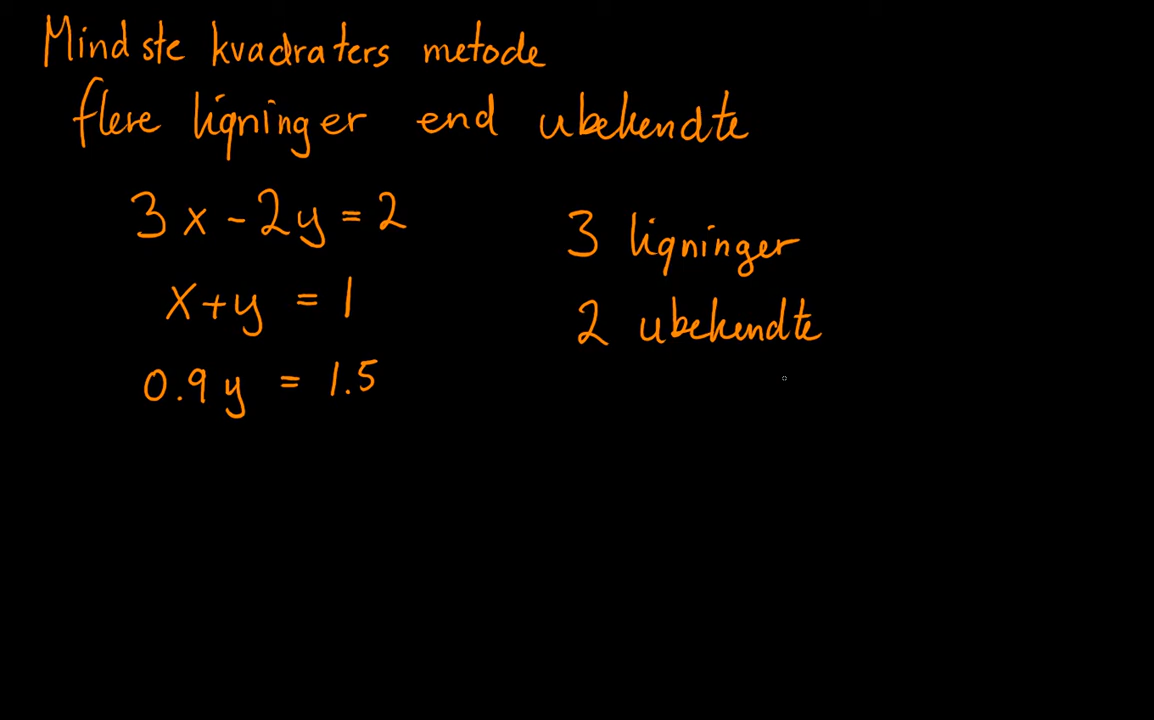 Mindste kvadraters metode
flere ligninger end ubekendte
3x - 2y = 2
x + y = 1
0.9y = 1.5
3 ligninger
2 ubekendte